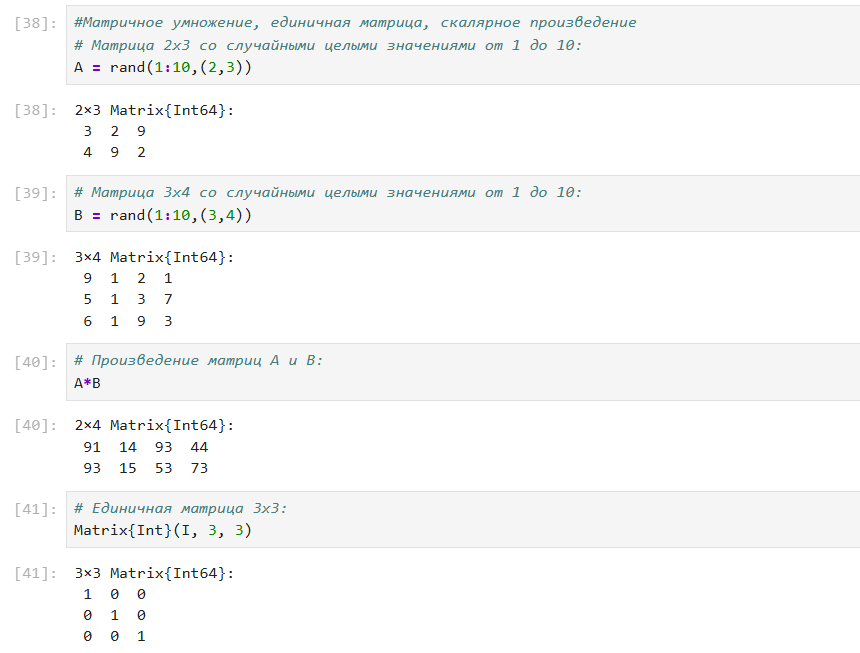 [38]: #Матричное умножение, единичная матрица, скалярное произведение
# Матрица 2x3 со случайными целыми значениями от 1 до 10:
A = rand(1:10,(2,3))
[38]: 2×3 Matrix{Int64}:
3 2 9
4 9 2
[39]: # Матрица 3x4 со случайными целыми значениями от 1 до 10:
B = rand(1:10,(3,4))
[39]: 3×4 Matrix{Int64}:
9 1 2 1
5 1 3 7
6 1 9 3
[40]: # Произведение матриц A и B:
A*B
[40]: 2×4 Matrix{Int64}:
91 14 93 44
93 15 53 73
[41]: # Единичная матрица 3x3:
Matrix{Int}(I, 3, 3)
[41]: 3×3 Matrix{Int64}:
1 0 0
0 1 0
0 0 1